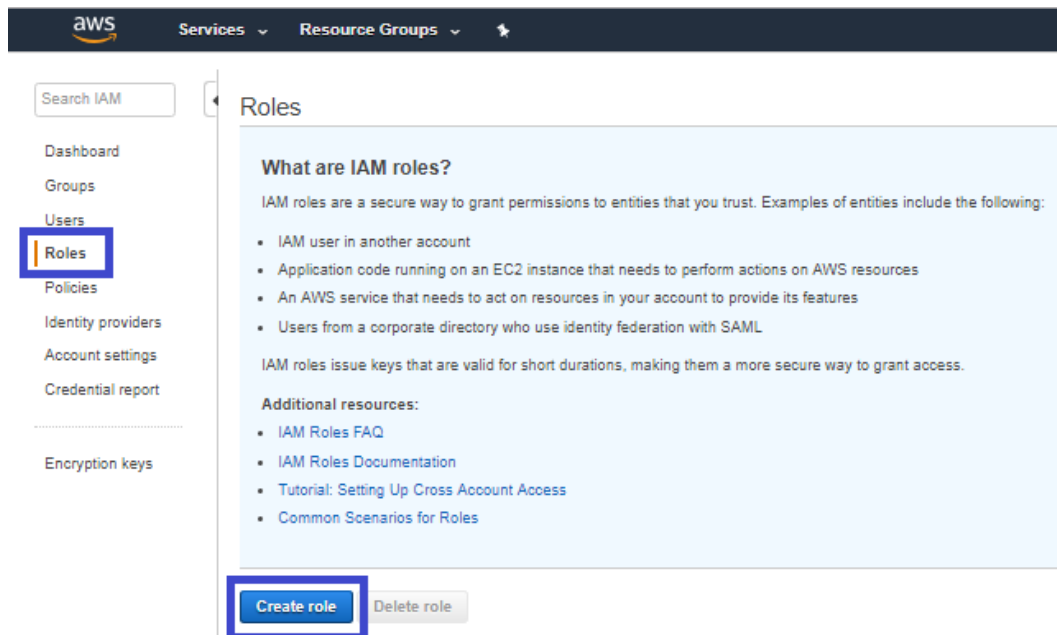 aws
Services
Resource Groups
Search IAM
Dashboard
Groups
Users
Roles
Policies
Identity providers
Account settings
Credential report
Encryption keys
Roles
What are IAM roles?
IAM roles are a secure way to grant permissions to entities that you trust. Examples of entities include the following:
IAM user in another account
Application code running on an EC2 instance that needs to perform actions on AWS resources
An AWS service that needs to act on resources in your account to provide its features
Users from a corporate directory who use identity federation with SAML
IAM roles issue keys that are valid for short durations, making them a more secure way to grant access.
Additional resources:
IAM Roles FAQ
IAM Roles Documentation
Tutorial: Setting Up Cross Account Access
Common Scenarios for Roles
Create role
Delete role